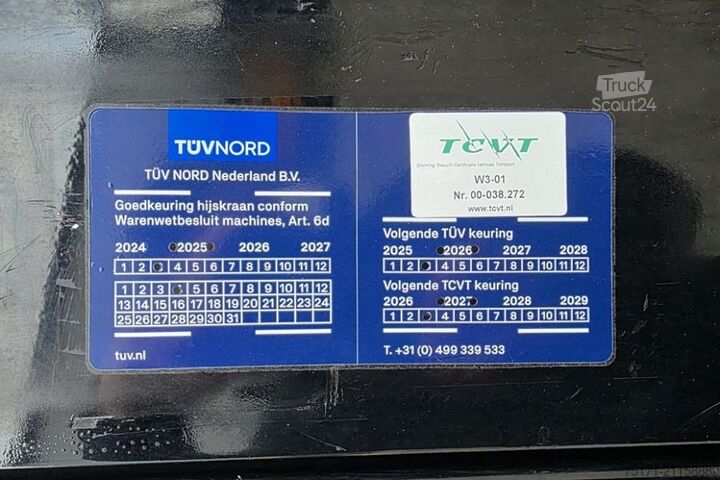 Truck
Scout24
TÜVNORD
TÜV NORD Nederland B.V.
Goedkeuring hijskraan conform
Warenwetbesluit machines, Art. 6d
2024 2025 2026 2027
1 2 4 5 6 7 8 9 10 11 12
1 2 3 5 6 7 8 9 10 11 12
13 14 15 16 17 18 19 20 21 22 23 24
25 26 27 28 29 30 31
tuv.nl
TCVT
Stichting Toezicht Certificatie Verticaal Transport
W3-01
Nr. 00-038.272
www.tcvt.nl
Volgende TÜV keuring
2025 2026 2027 2028
1 2 4 5 6 7 8 9 10 11 12
Volgende TCVT keuring
2026 2027 2028 2029
1 2 4 5 6 7 8 9 10 11 12
T. +31 (0) 499 339 533